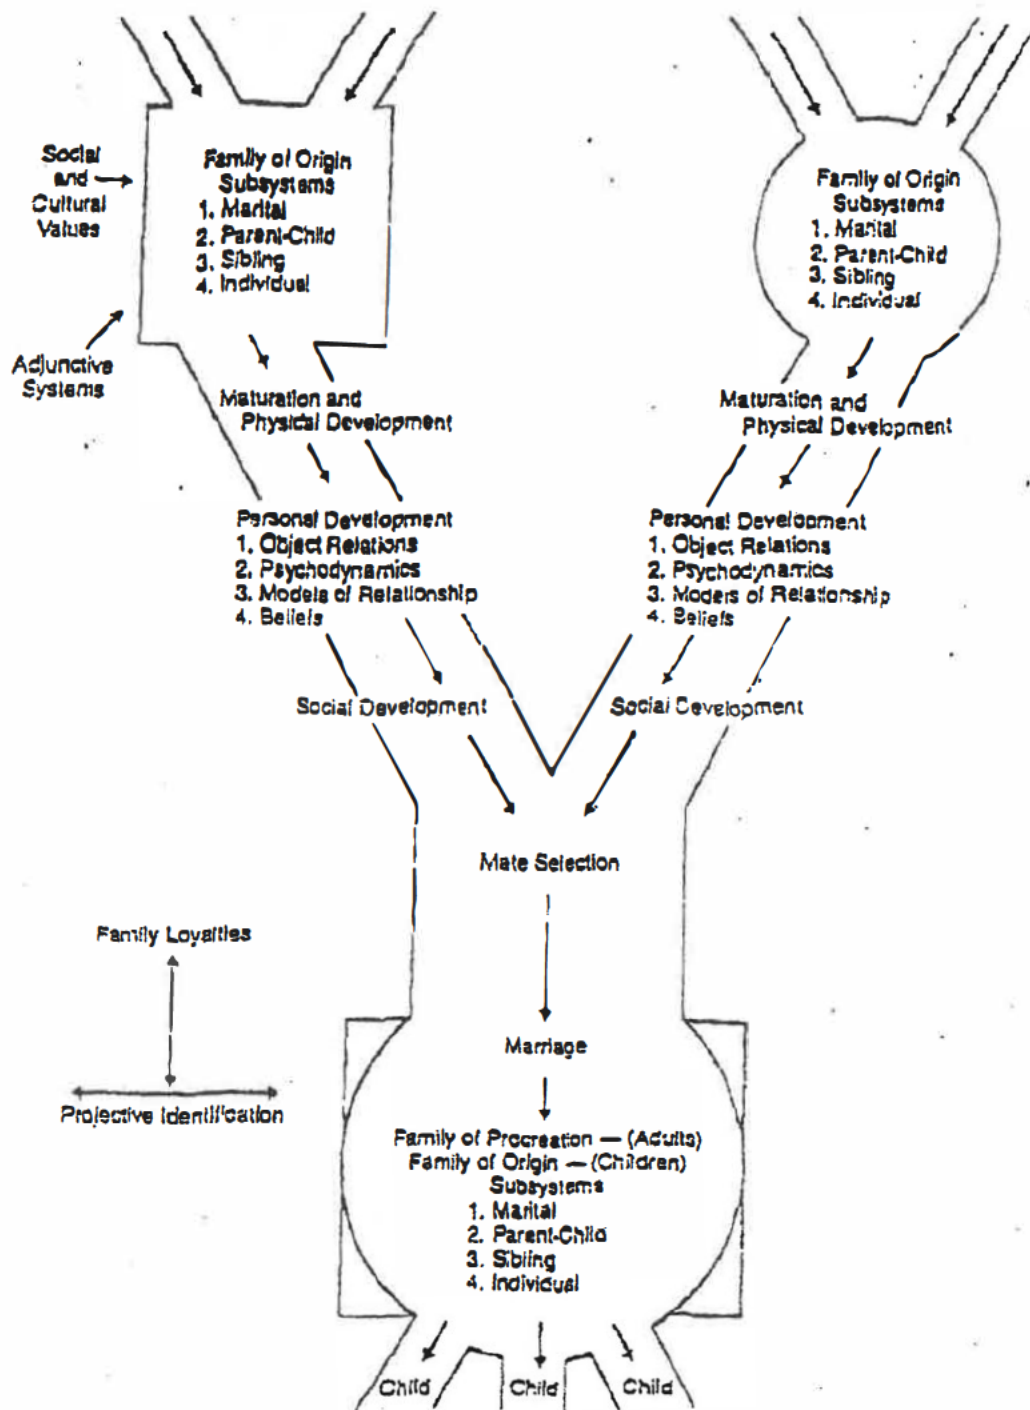 Social
and
Cultural
Values
Adjunctive
Systems
Family of Origin
Subsystems
1. Marital
2. Parent-Child
3. Sibling
4. Individual
Maturation and
Physical Development
Personal Development
1. Object Relations
2. Psychodynamics
3. Models of Relationship
4. Beliefs
Social Development
Family of Origin
Subsystems
1. Marital
2. Parent-Child
3. Sibling
4. Individual
Maturation and
Physical Development
Personal Development
1. Object Relations
2. Psychodynamics
3. Models of Relationship
4. Beliefs
Social Development
Mate Selection
Family Loyalties
Projective Identification
Marriage
Family of Procreation — (Adults)
Family of Origin — (Children)
Subsystems
1. Marital
2. Parent-Child
3. Sibling
4. Individual
Child
Child
Child